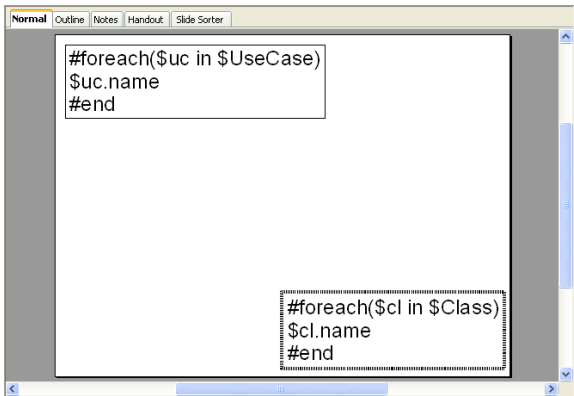 Normal Outline Notes Handout Slide Sorter
#foreach($uc in $UseCase)
$uc.name
#end
#foreach($cl in $Class)
$cl.name
#end